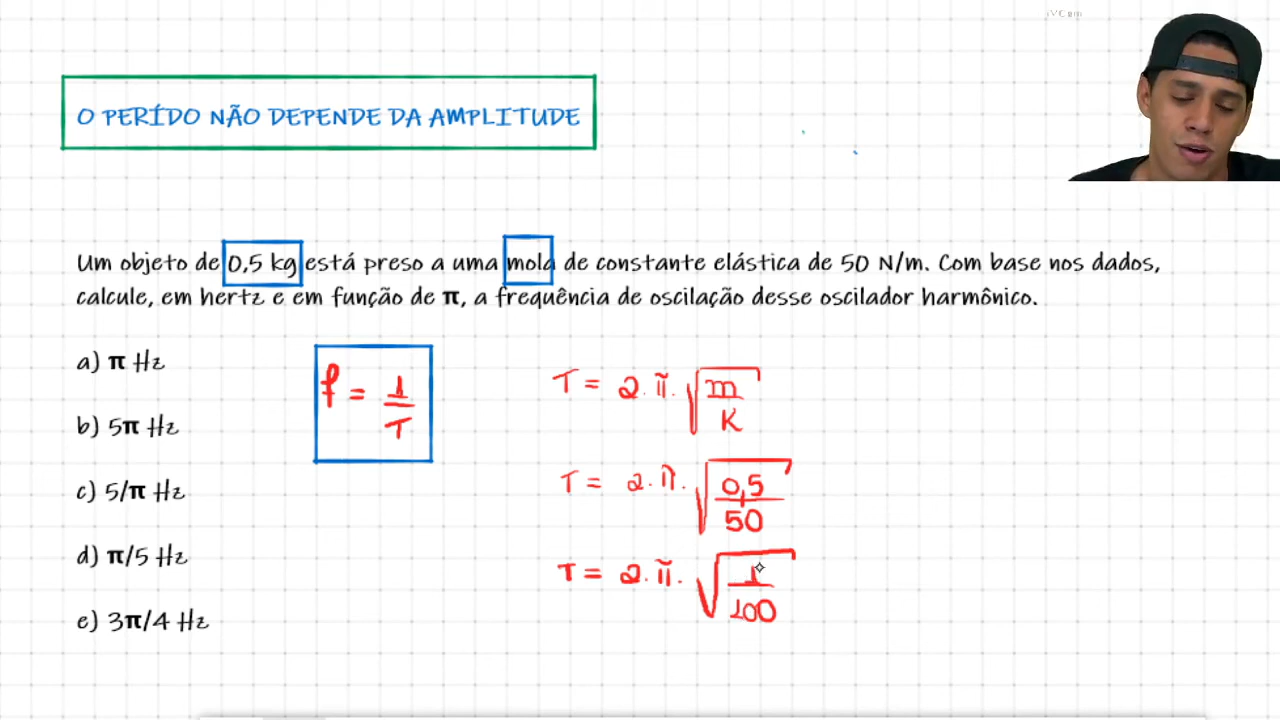 iVCam
O PERÍDO NÃO DEPENDE DA AMPLITUDE
Um objeto de 0,5 kg está preso a uma mola de constante elástica de 50 N/m. Com base nos dados,
calcule, em hertz e em função de π, a frequência de oscilação desse oscilador harmônico.
a) π Hz
b) 5π Hz
c) 5/π Hz
d) π/5 Hz
e) 3π/4 Hz
f = 1/T
T = 2.π.√(m/K)
T = 2.π.√(0,5/50)
T = 2.π.√(1/100)